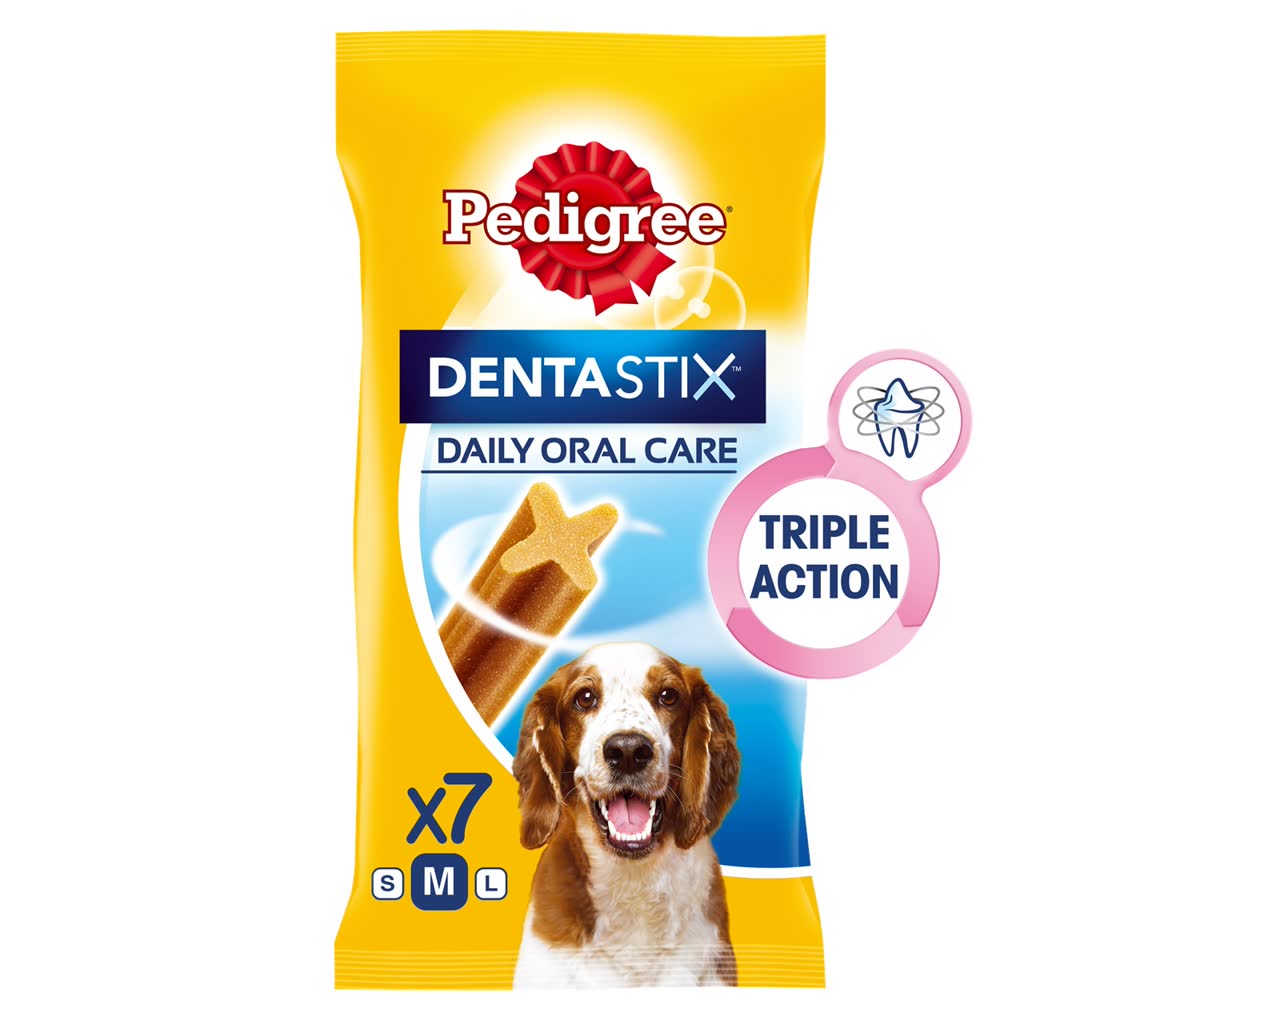 Pedigree®
DENTASTIX™
DAILY ORAL CARE
TRIPLE
ACTION
x7
S M L